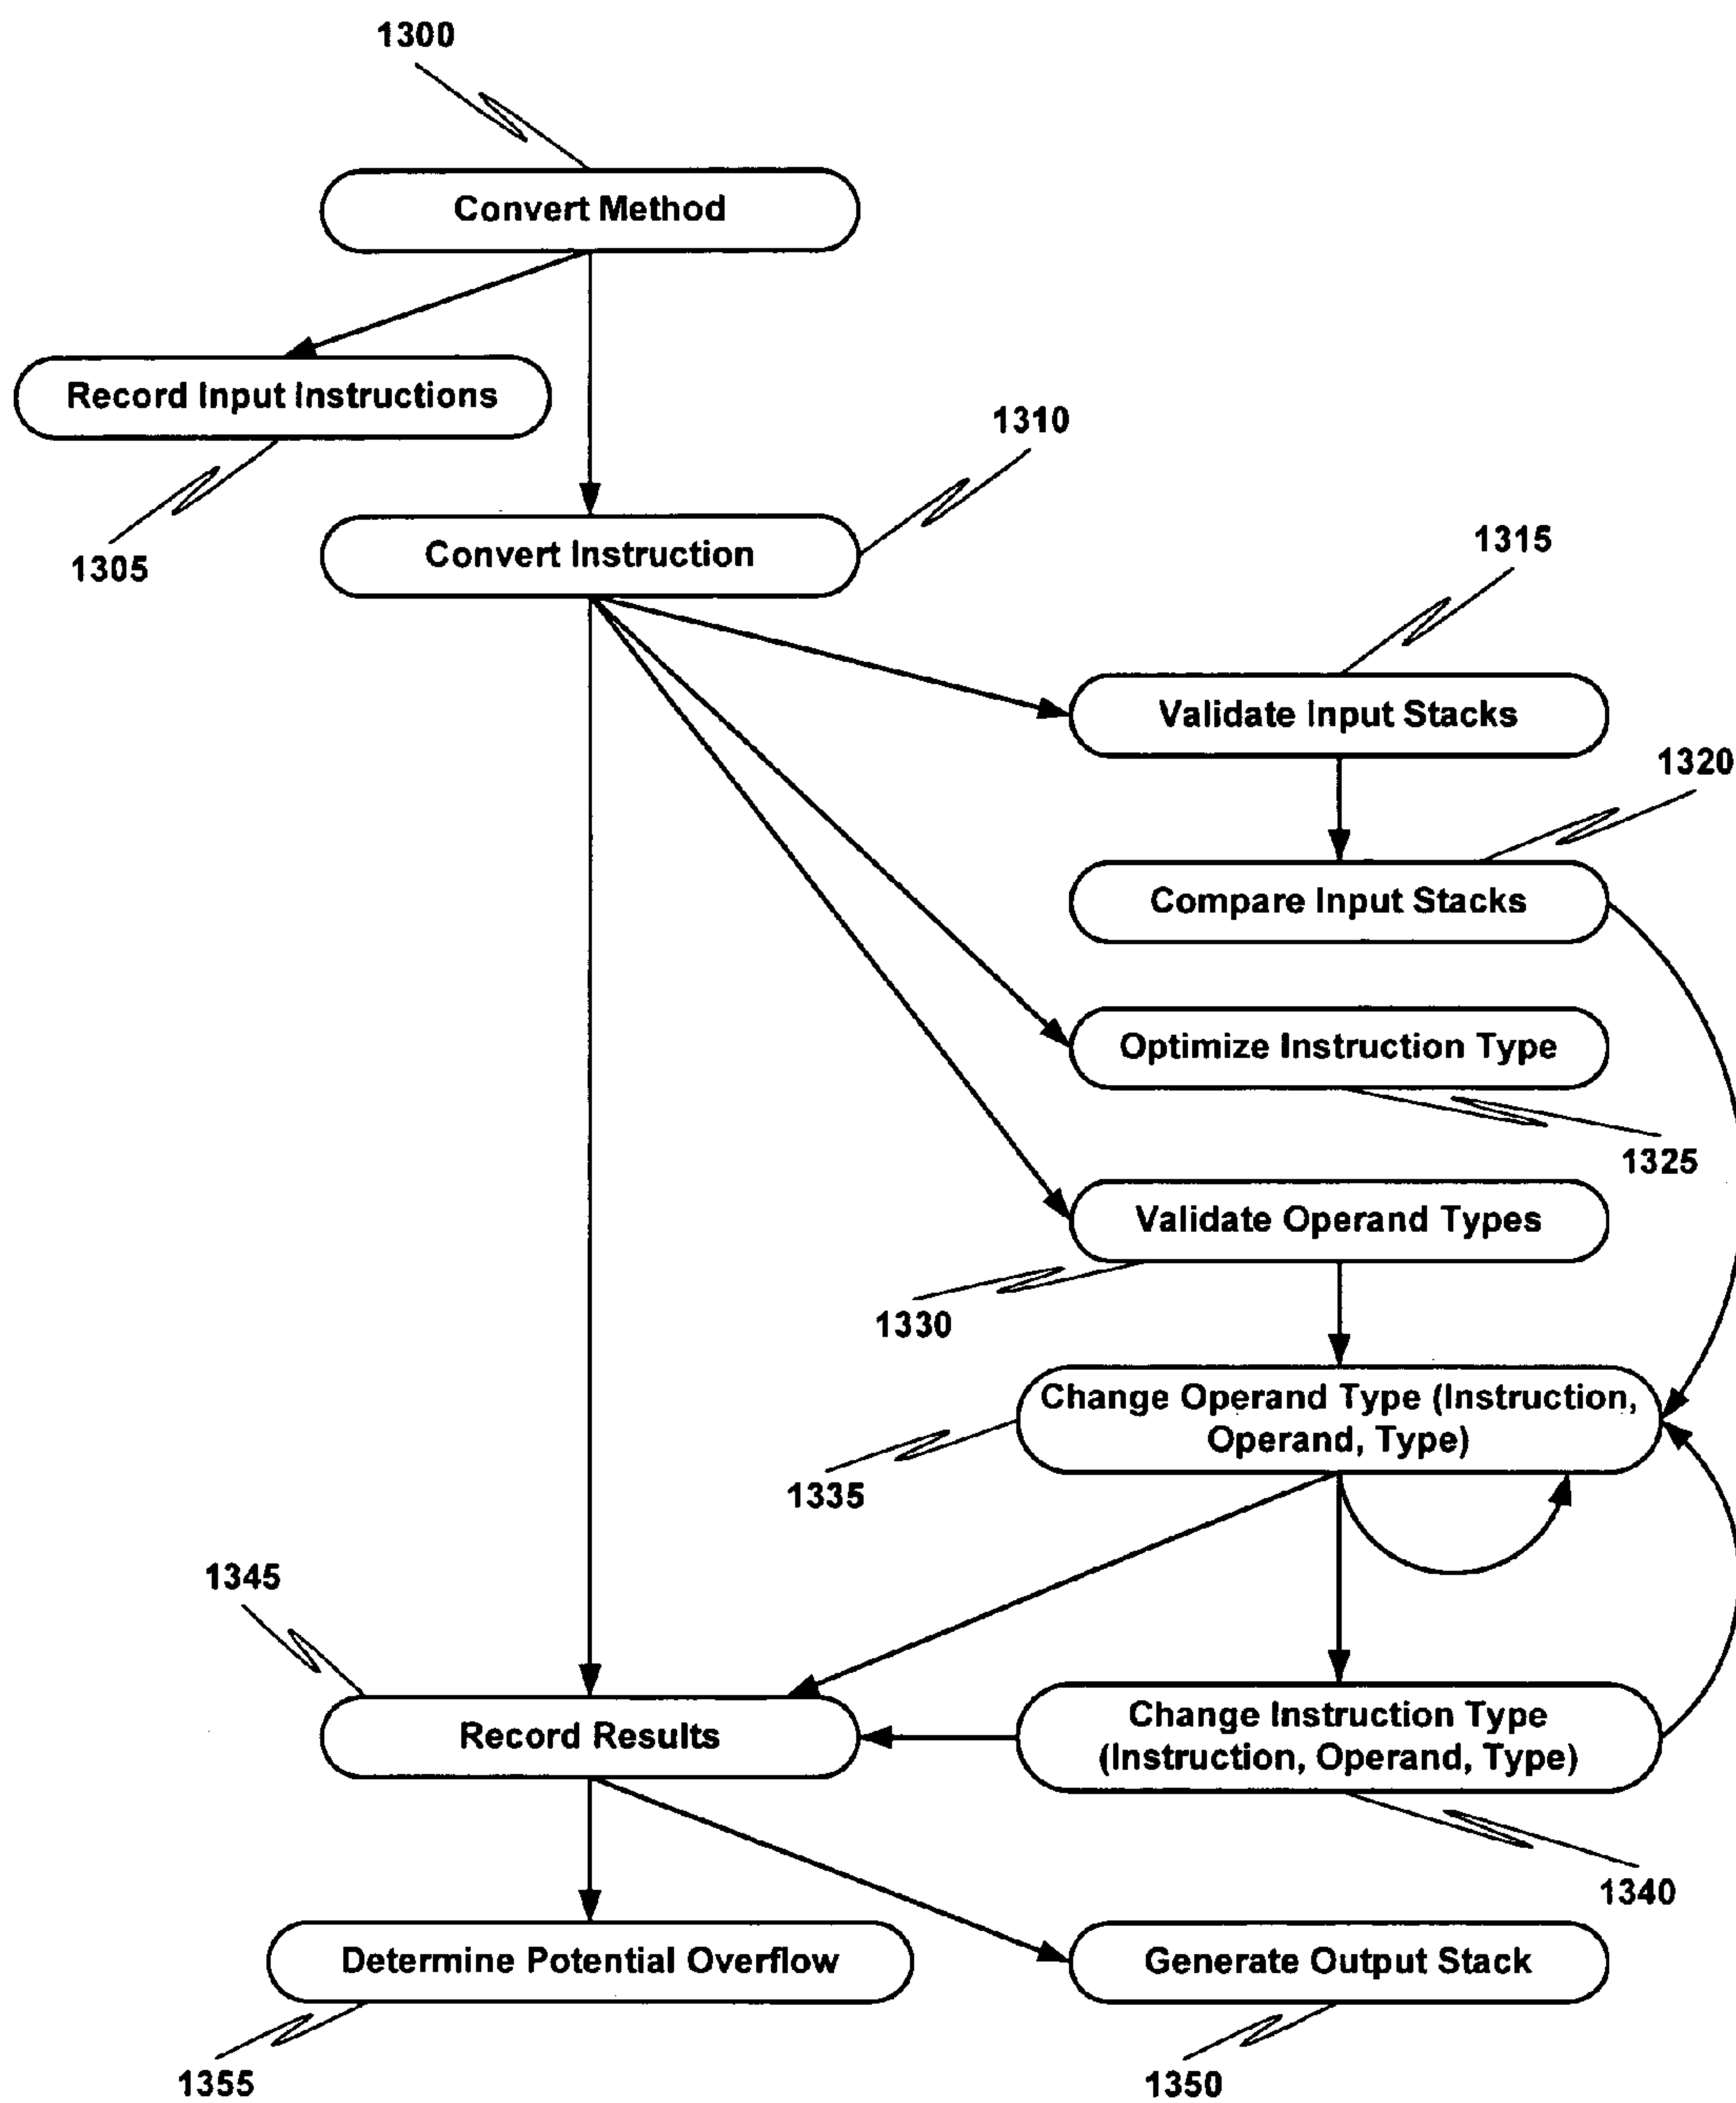 1300
Convert Method
Record Input Instructions
1305
1310
Convert Instruction
1315
Validate Input Stacks
1320
Compare Input Stacks
Optimize Instruction Type
1325
Validate Operand Types
1330
Change Operand Type (Instruction,
Operand, Type)
1335
1345
Record Results
Change Instruction Type
(Instruction, Operand, Type)
1340
Determine Potential Overflow
Generate Output Stack
1355
1350